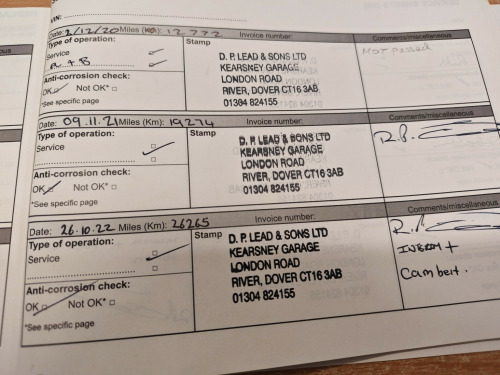 VIN:
Date: 2/12/20 Miles (Km): 12,772 Invoice number: Comments/miscellaneous
Type of operation: Stamp MOT Passed
Service
D. P. LEAD & SONS LTD
KEARSNEY GARAGE
LONDON ROAD
RIVER, DOVER CT16 3AB
01304 824155
Anti-corrosion check:
OK Not OK*
*See specific page
Date: 09.11.21 Miles (Km): 19274 Invoice number: Comments/miscellaneous
Type of operation: Stamp
Service
D. P. LEAD & SONS LTD
KEARSNEY GARAGE
LONDON ROAD
RIVER, DOVER CT16 3AB
01304 824155
Anti-corrosion check:
OK Not OK*
*See specific page
Date: 26.10.22 Miles (Km): 26265 Invoice number: Comments/miscellaneous
Type of operation: Stamp
Service
D. P. LEAD & SONS LTD
KEARSNEY GARAGE
LONDON ROAD
RIVER, DOVER CT16 3AB
01304 824155
Anti-corrosion check:
OK Not OK*
*See specific page